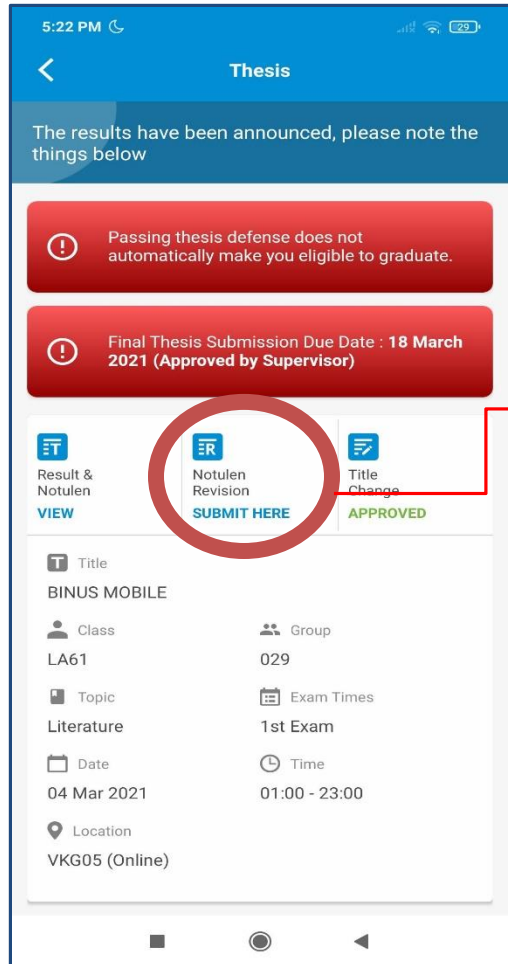 5:22 PM
29
Thesis
The results have been announced, please note the
things below
Passing thesis defense does not
automatically make you eligible to graduate.
Final Thesis Submission Due Date : 18 March
2021 (Approved by Supervisor)
Result &
Notulen
VIEW
Notulen
Revision
SUBMIT HERE
Title
Change
APPROVED
Title
BINUS MOBILE
Class
Group
LA61
029
Topic
Exam Times
Literature
1st Exam
Date
Time
04 Mar 2021
01:00 - 23:00
Location
VKG05 (Online)